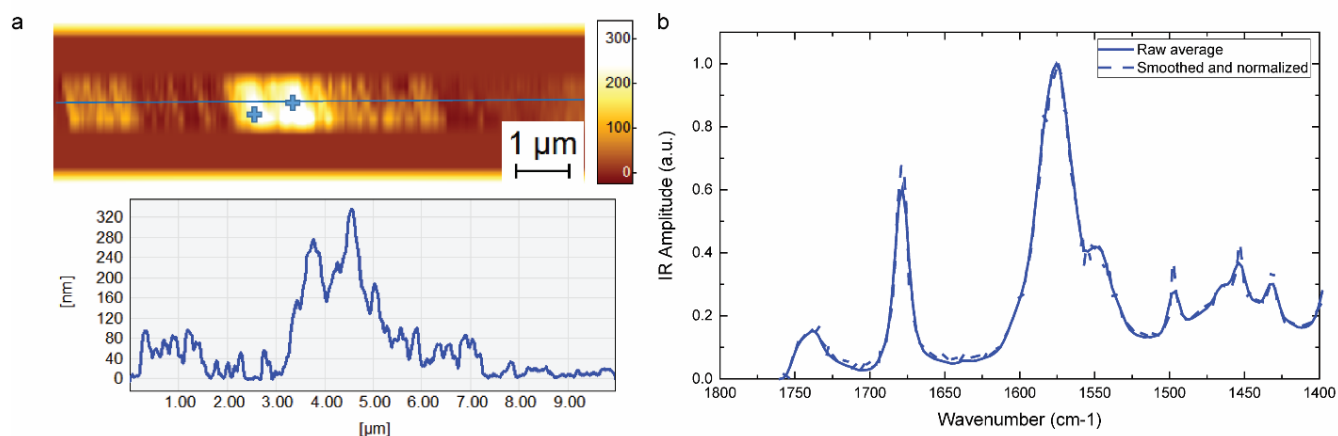 a
300
200
100
0
1 µm
320
280
240
200
160
120
80
40
0
[nm]
1.00 2.00 3.00 4.00 5.00 6.00 7.00 8.00 9.00
[µm]
b
Raw average
Smoothed and normalized
1.0
0.8
0.6
0.4
0.2
0.0
IR Amplitude (a.u.)
1800 1750 1700 1650 1600 1550 1500 1450 1400
Wavenumber (cm-1)